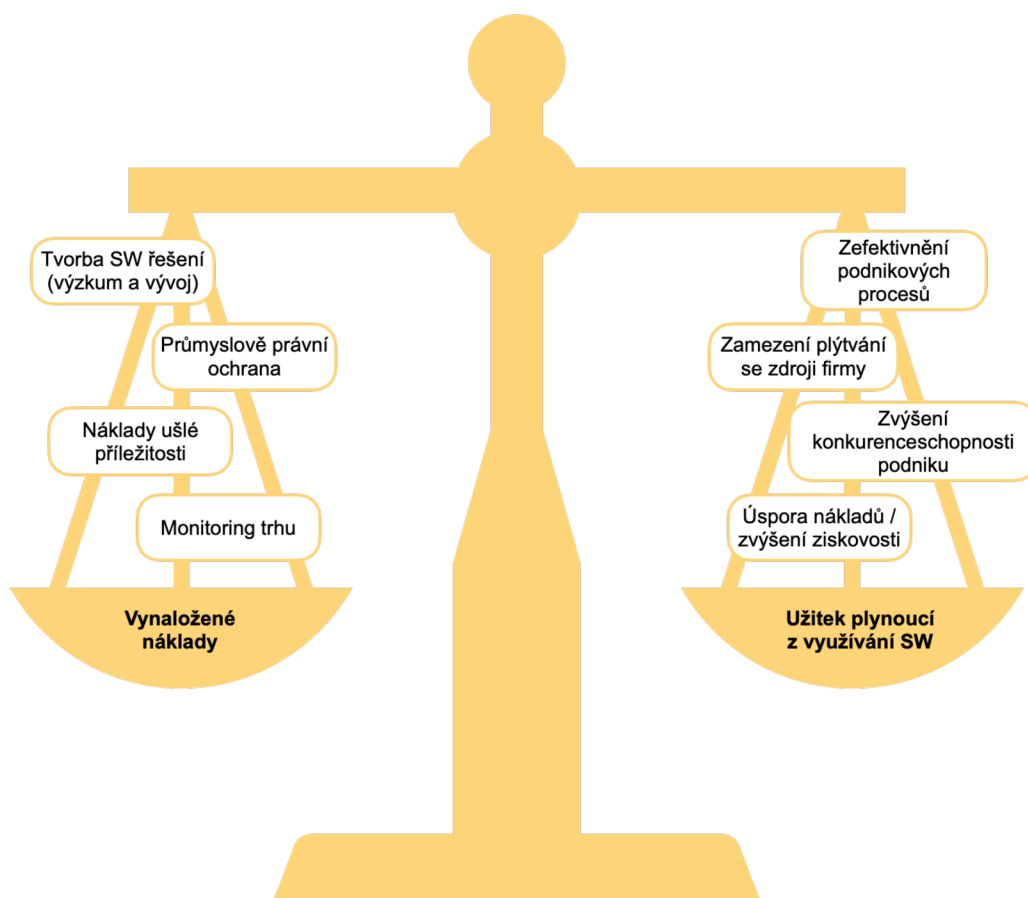 Tvorba SW řešení
(výzkum a vývoj)
Průmyslově právní
ochrana
Náklady ušlé
příležitosti
Monitoring trhu
Vynaložené
náklady
Zefektivnění
podnikových
procesů
Zamezení plýtvání
se zdroji firmy
Zvýšení
konkurenceschopnosti
podniku
Úspora nákladů /
zvýšení ziskovosti
Užitek plynoucí
z využívání SW